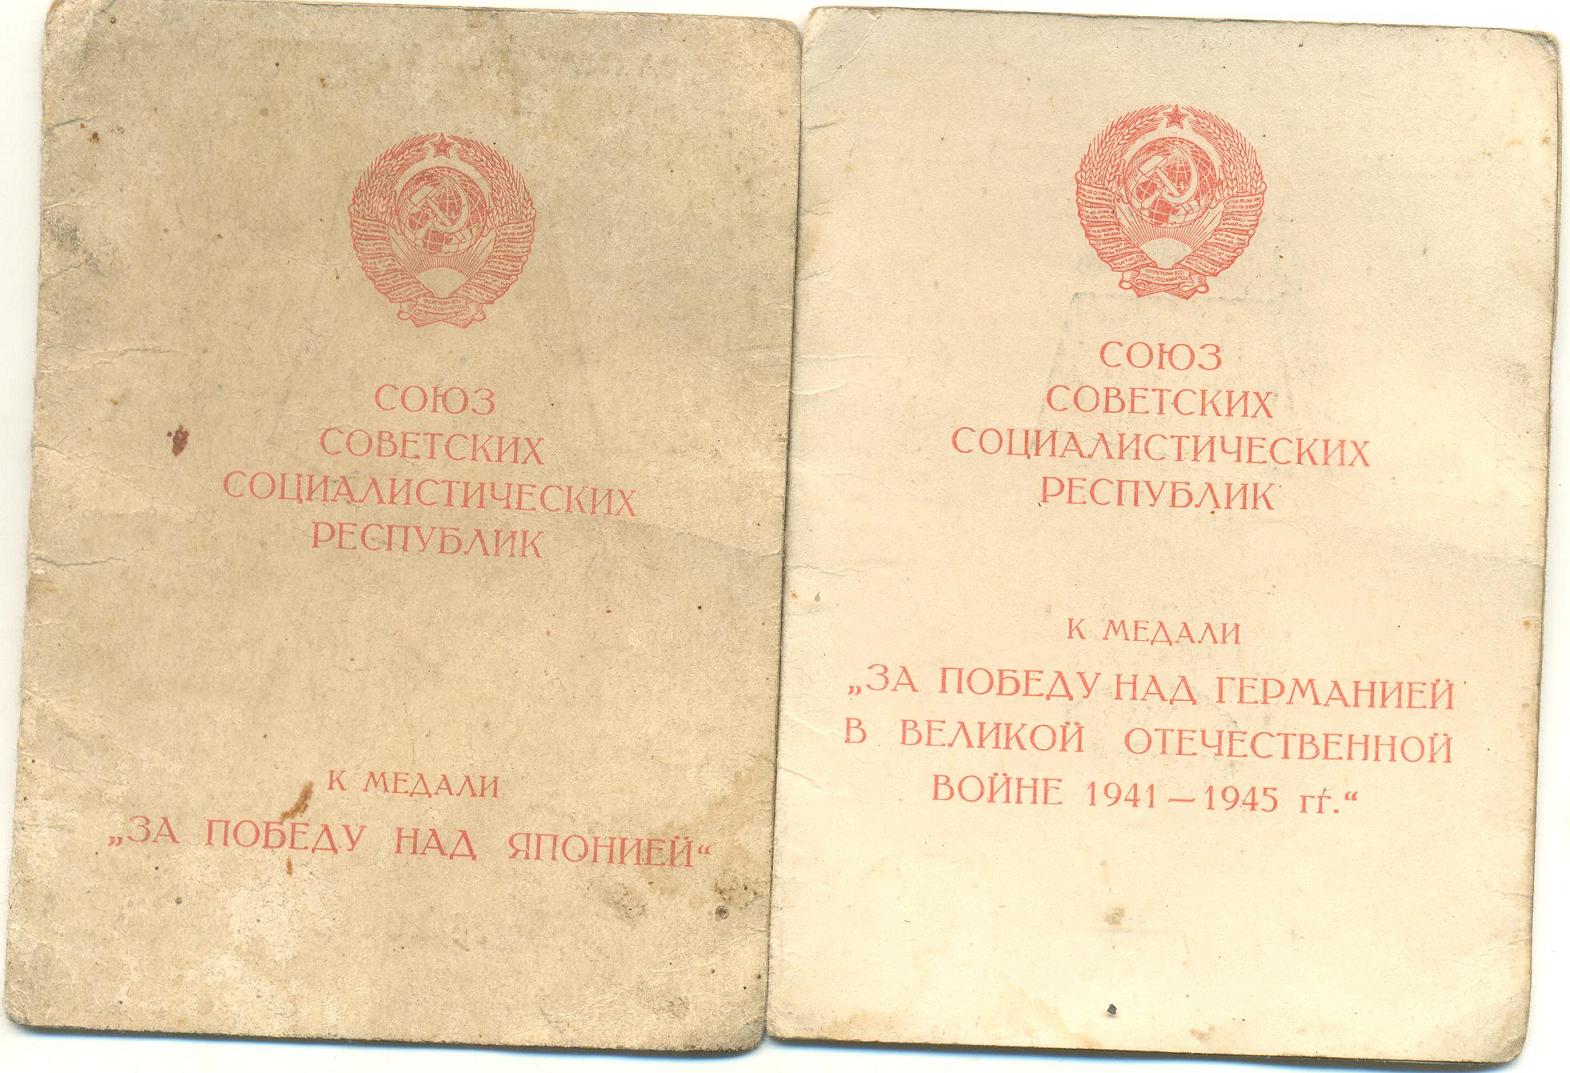 СОЮЗ
СОВЕТСКИХ
СОЦИАЛИСТИЧЕСКИХ
РЕСПУБЛИК
К МЕДАЛИ
„ЗА ПОБЕДУ НАД ЯПОНИЕЙ“
СОЮЗ
СОВЕТСКИХ
СОЦИАЛИСТИЧЕСКИХ
РЕСПУБЛИК
К МЕДАЛИ
„ЗА ПОБЕДУ НАД ГЕРМАНИЕЙ
В ВЕЛИКОЙ ОТЕЧЕСТВЕННОЙ
ВОЙНЕ 1941 — 1945 гг.“